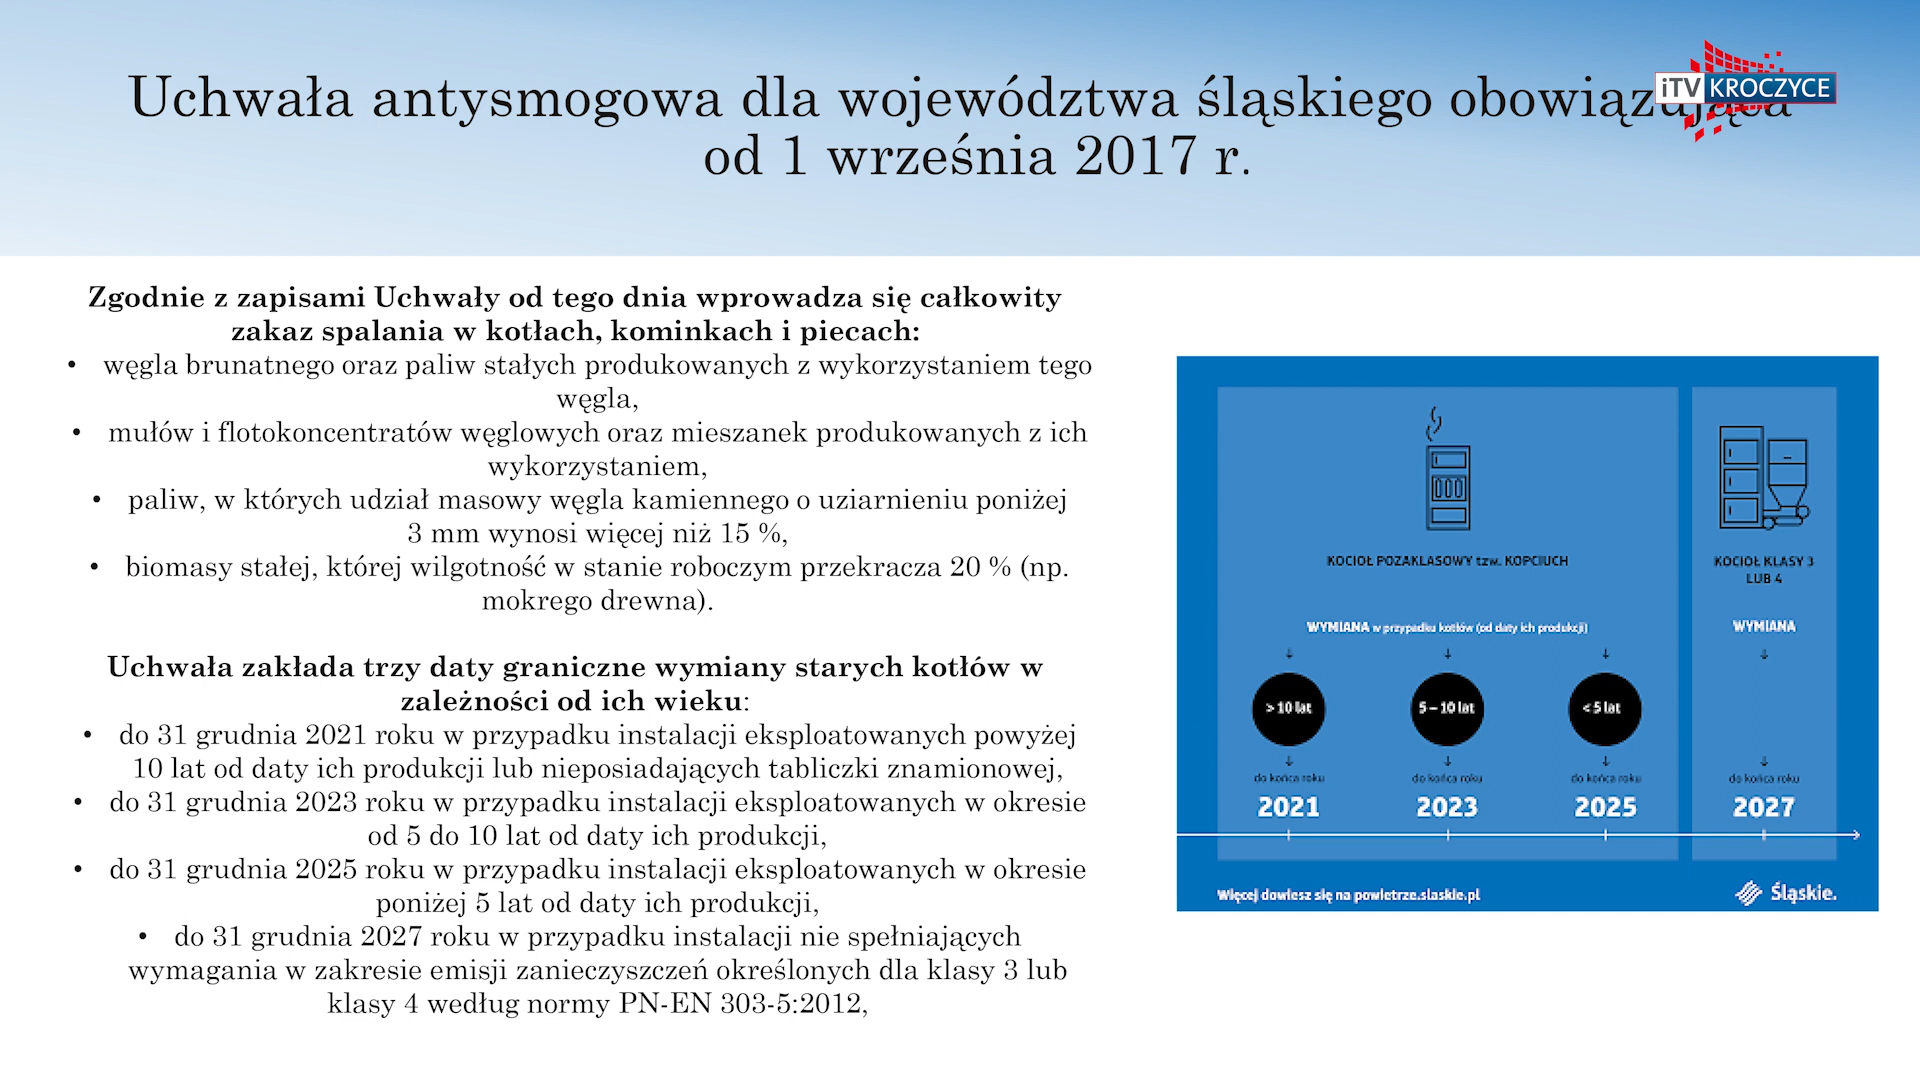 Uchwała antysmogowa dla województwa śląskiego obowiązująca
od 1 września 2017 r.
iTV KROCZYCE
Zgodnie z zapisami Uchwały od tego dnia wprowadza się całkowity
zakaz spalania w kotłach, kominkach i piecach:
• węgla brunatnego oraz paliw stałych produkowanych z wykorzystaniem tego
węgla,
• mułów i flotokoncentratów węglowych oraz mieszanek produkowanych z ich
wykorzystaniem,
• paliw, w których udział masowy węgla kamiennego o uziarnieniu poniżej
3 mm wynosi więcej niż 15 %,
• biomasy stałej, której wilgotność w stanie roboczym przekracza 20 % (np.
mokrego drewna).
Uchwała zakłada trzy daty graniczne wymiany starych kotłów w
zależności od ich wieku:
• do 31 grudnia 2021 roku w przypadku instalacji eksploatowanych powyżej
10 lat od daty ich produkcji lub nieposiadających tabliczki znamionowej,
• do 31 grudnia 2023 roku w przypadku instalacji eksploatowanych w okresie
od 5 do 10 lat od daty ich produkcji,
• do 31 grudnia 2025 roku w przypadku instalacji eksploatowanych w okresie
poniżej 5 lat od daty ich produkcji,
• do 31 grudnia 2027 roku w przypadku instalacji nie spełniających
wymagania w zakresie emisji zanieczyszczeń określonych dla klasy 3 lub
klasy 4 według normy PN-EN 303-5:2012,
KOCIOŁ POZAKLASOWY tzw. KOPCIUCH
KOCIOŁ KLASY 3
LUB 4
WYMIANA w przypadku kotłów (od daty ich produkcji)
WYMIANA
> 10 lat
5 – 10 lat
< 5 lat
do końca roku
do końca roku
do końca roku
do końca roku
2021
2023
2025
2027
Więcej dowiesz się na powietrze.slaskie.pl
Śląskie.